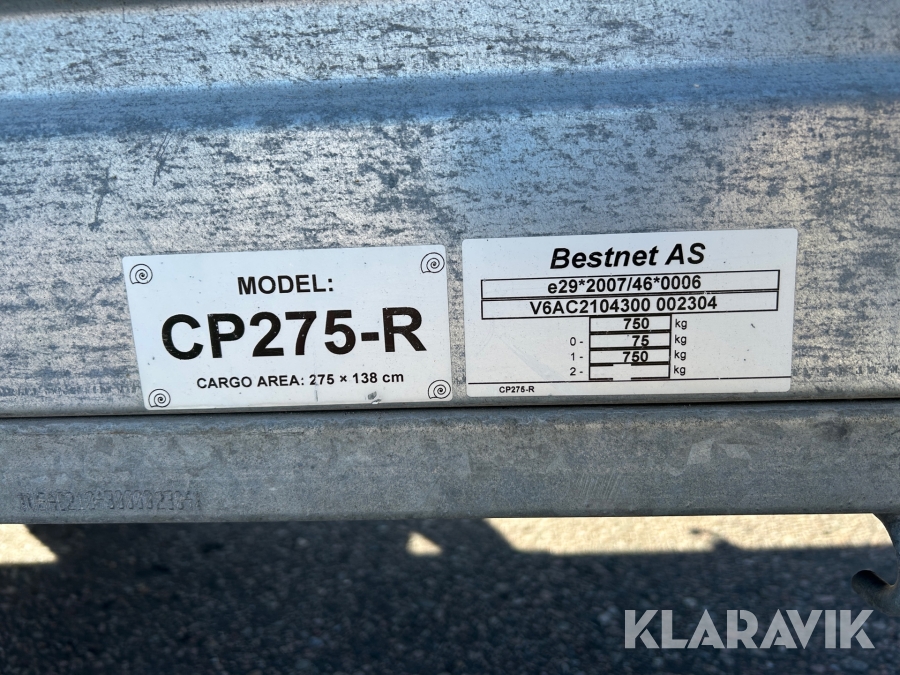 MODEL:
CP275-R
CARGO AREA: 275 × 138 cm
Bestnet AS
e29*2007/46*0006
V6AC2104300 002304
750 kg
0 - 75 kg
1 - 750 kg
2 - kg
CP275-R
KLARAVIK